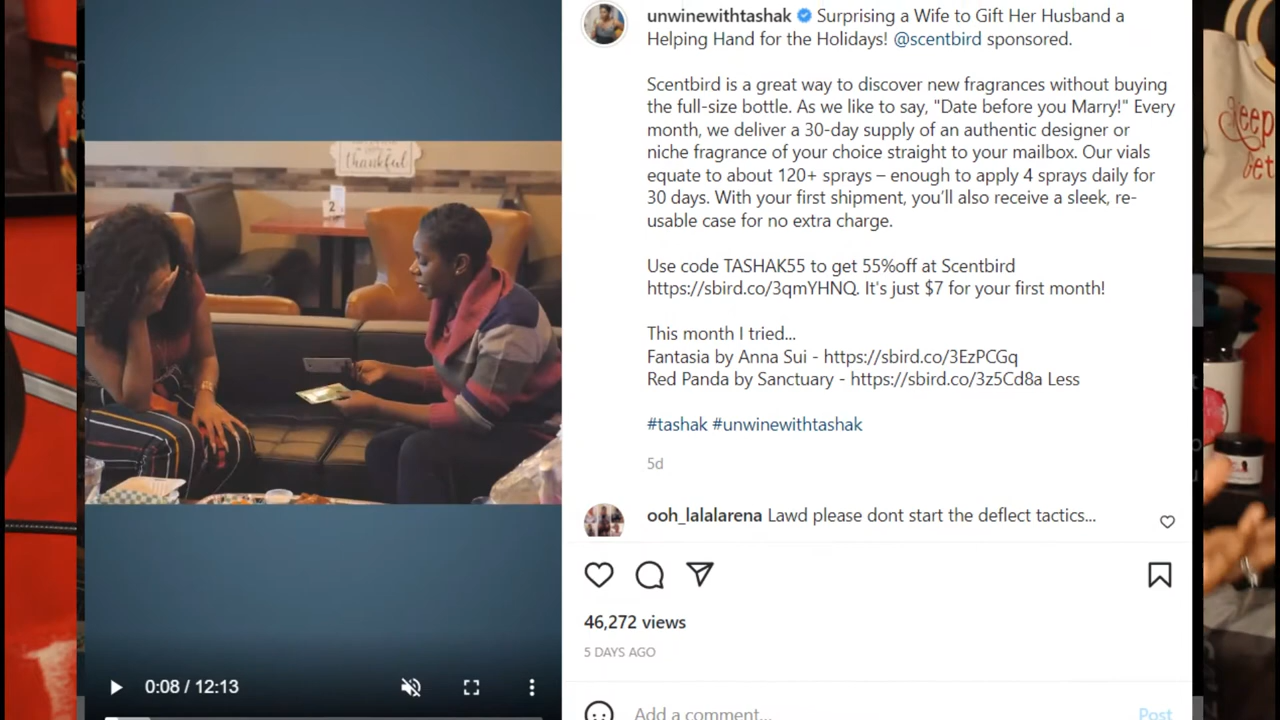 unwinewithtashak Surprising a Wife to Gift Her Husband a
Helping Hand for the Holidays! @scentbird sponsored.
Scentbird is a great way to discover new fragrances without buying
the full-size bottle. As we like to say, "Date before you Marry!" Every
month, we deliver a 30-day supply of an authentic designer or
niche fragrance of your choice straight to your mailbox. Our vials
equate to about 120+ sprays – enough to apply 4 sprays daily for
30 days. With your first shipment, you’ll also receive a sleek, re-
usable case for no extra charge.
Use code TASHAK55 to get 55%off at Scentbird
https://sbird.co/3qmYHNQ. It's just $7 for your first month!
This month I tried...
Fantasia by Anna Sui - https://sbird.co/3EzPCGq
Red Panda by Sanctuary - https://sbird.co/3z5Cd8a Less
#tashak #unwinewithtashak
5d
ooh_lalalarena Lawd please dont start the deflect tactics...
46,272 views
5 DAYS AGO
Add a comment...
Post
thankful
2
0:08 / 12:13